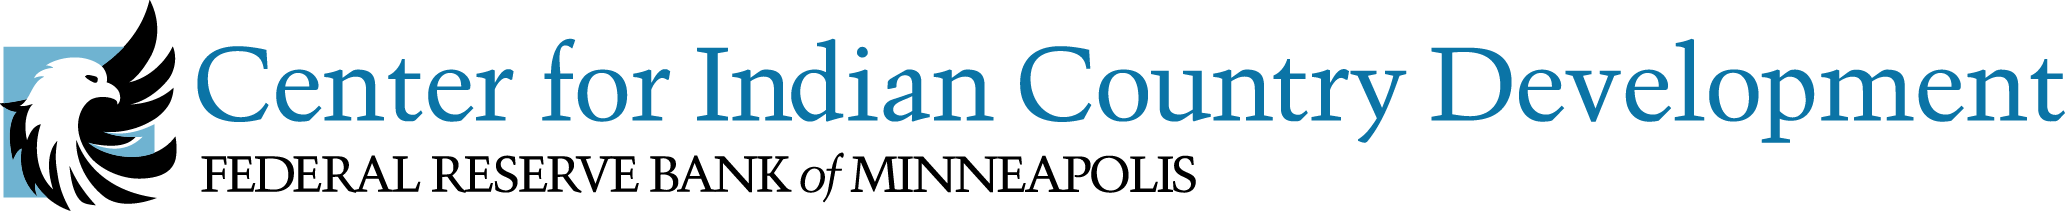 Center for Indian Country Development
FEDERAL RESERVE BANK of MINNEAPOLIS